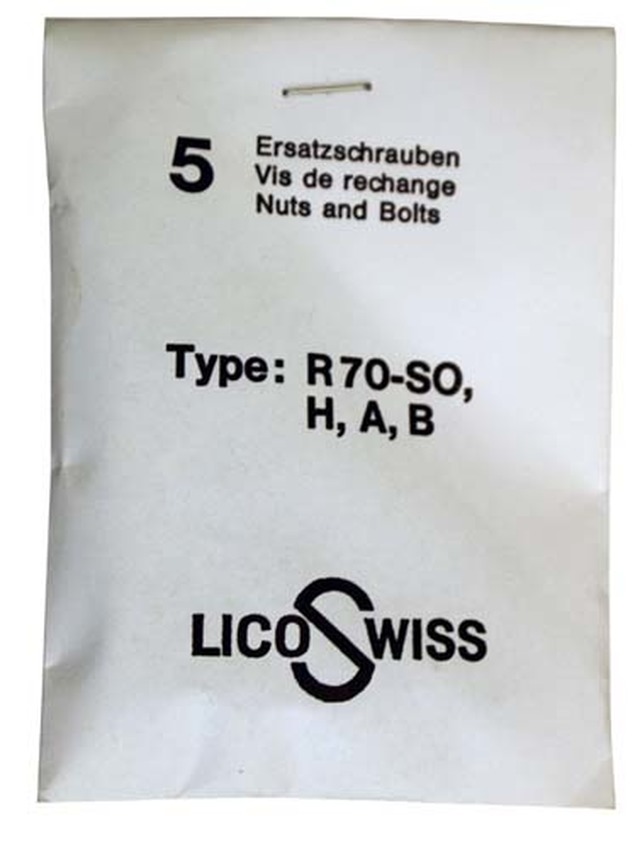 5 Ersatzschrauben
Vis de rechange
Nuts and Bolts
Type: R70-SO,
H, A, B
LICOSWISS